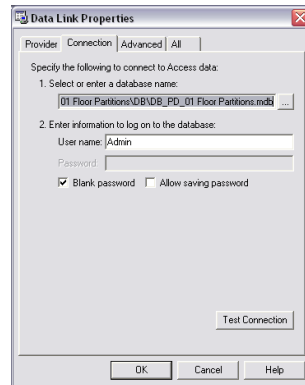 Data Link Properties
Provider Connection Advanced All
Specify the following to connect to Access data:
1. Select or enter a database name:
01 Floor Partitions\DB\DB_PD_01 Floor Partitions.mdb ...
2. Enter information to log on to the database:
User name: Admin
Password:
Blank password Allow saving password
Test Connection
OK Cancel Help